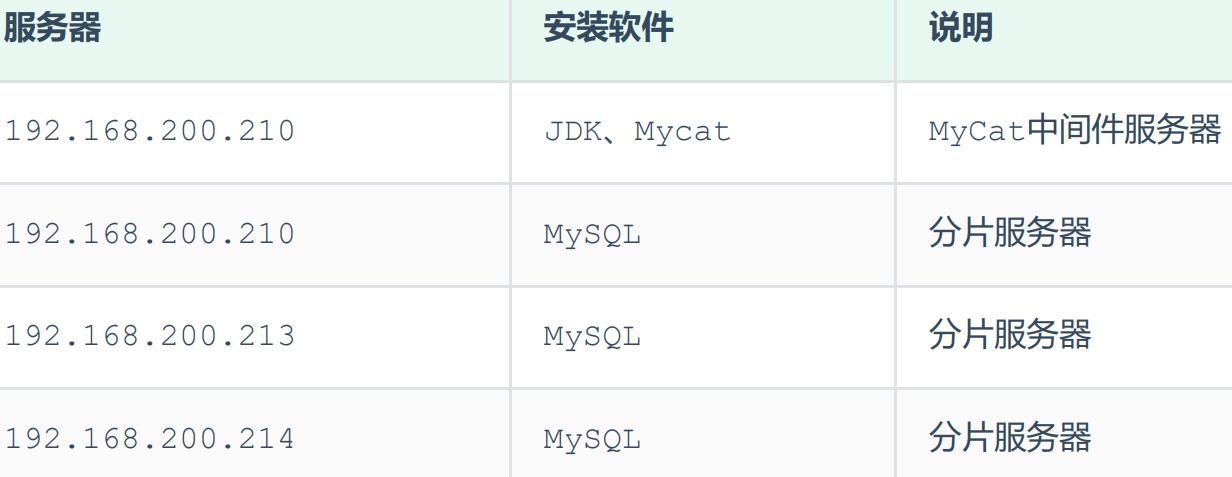 服务器 安装软件 说明
192.168.200.210 JDK、Mycat MyCat中间件服务器
192.168.200.210 MySQL 分片服务器
192.168.200.213 MySQL 分片服务器
192.168.200.214 MySQL 分片服务器